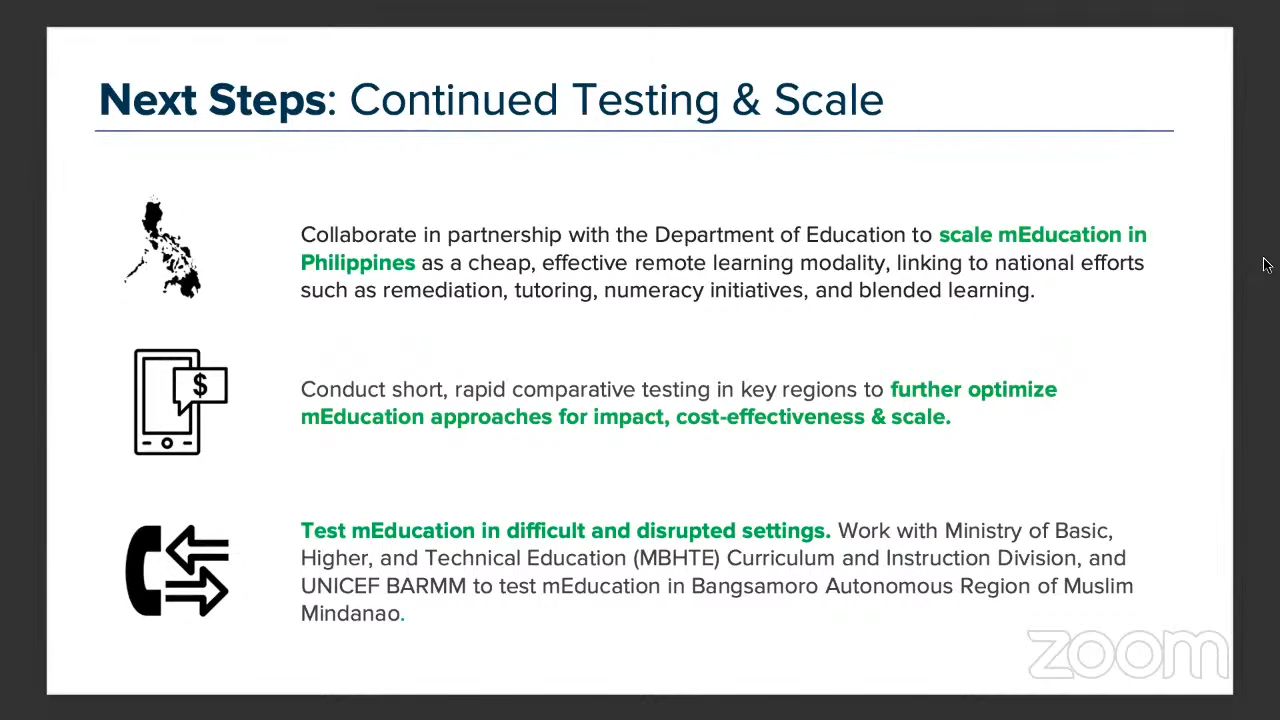 Next Steps: Continued Testing & Scale
Collaborate in partnership with the Department of Education to scale mEducation in
Philippines as a cheap, effective remote learning modality, linking to national efforts
such as remediation, tutoring, numeracy initiatives, and blended learning.
$
Conduct short, rapid comparative testing in key regions to further optimize
mEducation approaches for impact, cost-effectiveness & scale.
Test mEducation in difficult and disrupted settings. Work with Ministry of Basic,
Higher, and Technical Education (MBHTE) Curriculum and Instruction Division, and
UNICEF BARMM to test mEducation in Bangsamoro Autonomous Region of Muslim
Mindanao.
zoom